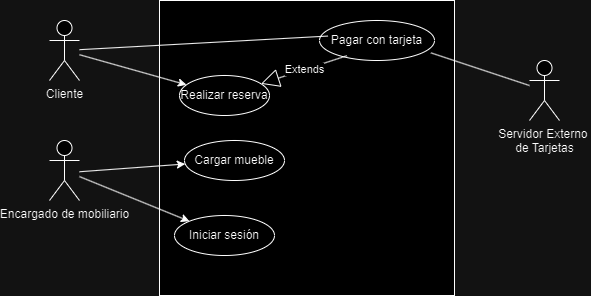 Pagar con tarjeta
Extends
Cliente
Realizar reserva
Servidor Externo
de Tarjetas
Cargar mueble
Encargado de mobiliario
Iniciar sesión